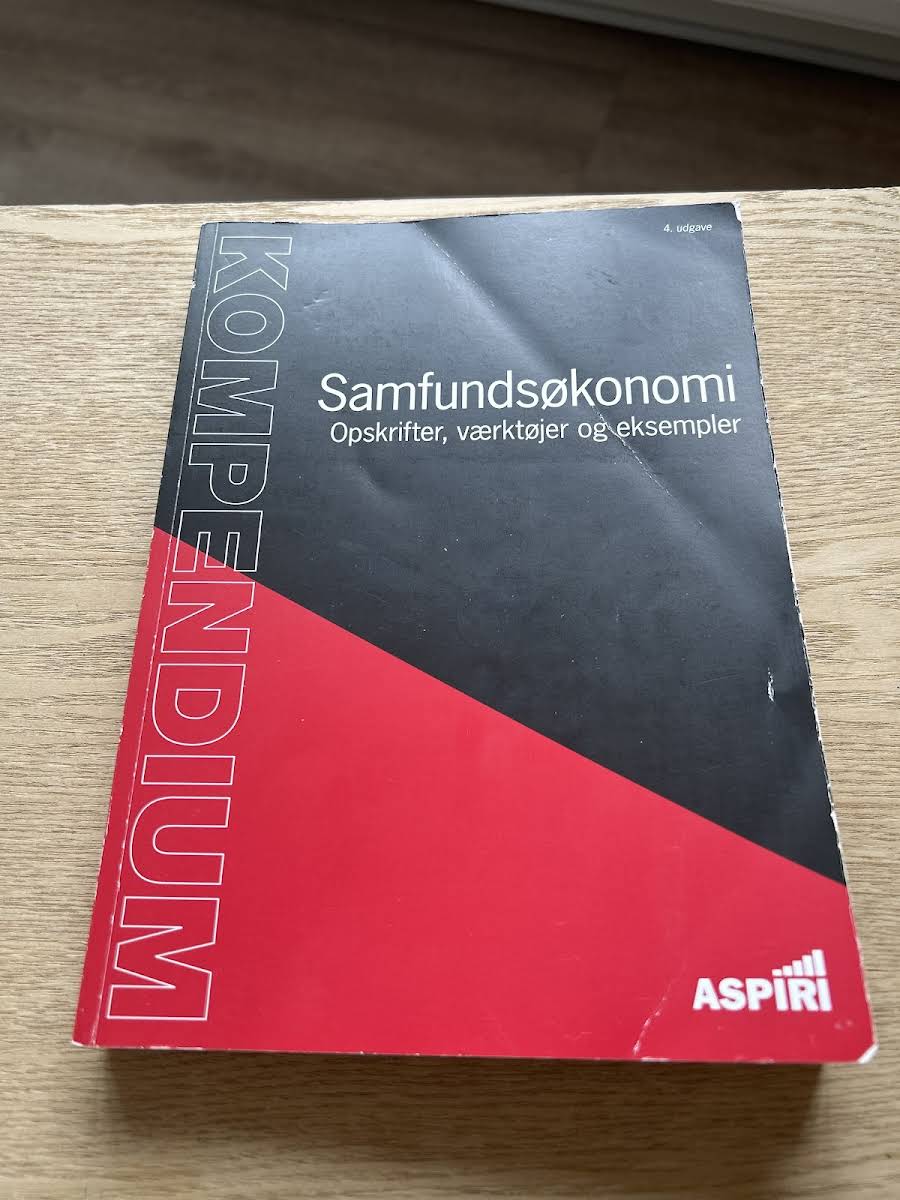 4. udgave
KOMPENDIUM
Samfundsøkonomi
Opskrifter, værktøjer og eksempler
ASPIRI